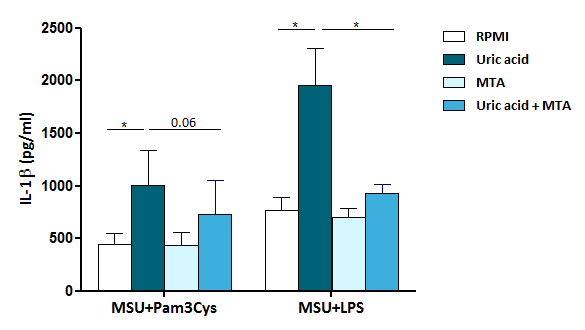 2500
2000
1500
1000
500
0
IL-1β (pg/ml)
*
0.06
*
*
MSU+Pam3Cys
MSU+LPS
RPMI
Uric acid
MTA
Uric acid + MTA